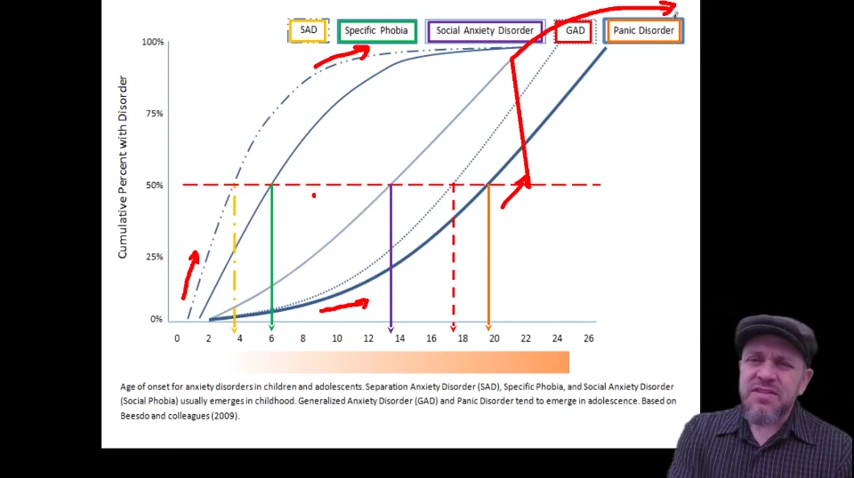 SAD Specific Phobia Social Anxiety Disorder GAD Panic Disorder
100%
75%
50%
25%
0%
Cumulative Percent with Disorder
0 2 4 6 8 10 12 14 16 18 20 22 24 26
Age of onset for anxiety disorders in children and adolescents. Separation Anxiety Disorder (SAD), Specific Phobia, and Social Anxiety Disorder
(Social Phobia) usually emerges in childhood. Generalized Anxiety Disorder (GAD) and Panic Disorder tend to emerge in adolescence. Based on
Beesdo and colleagues (2009).